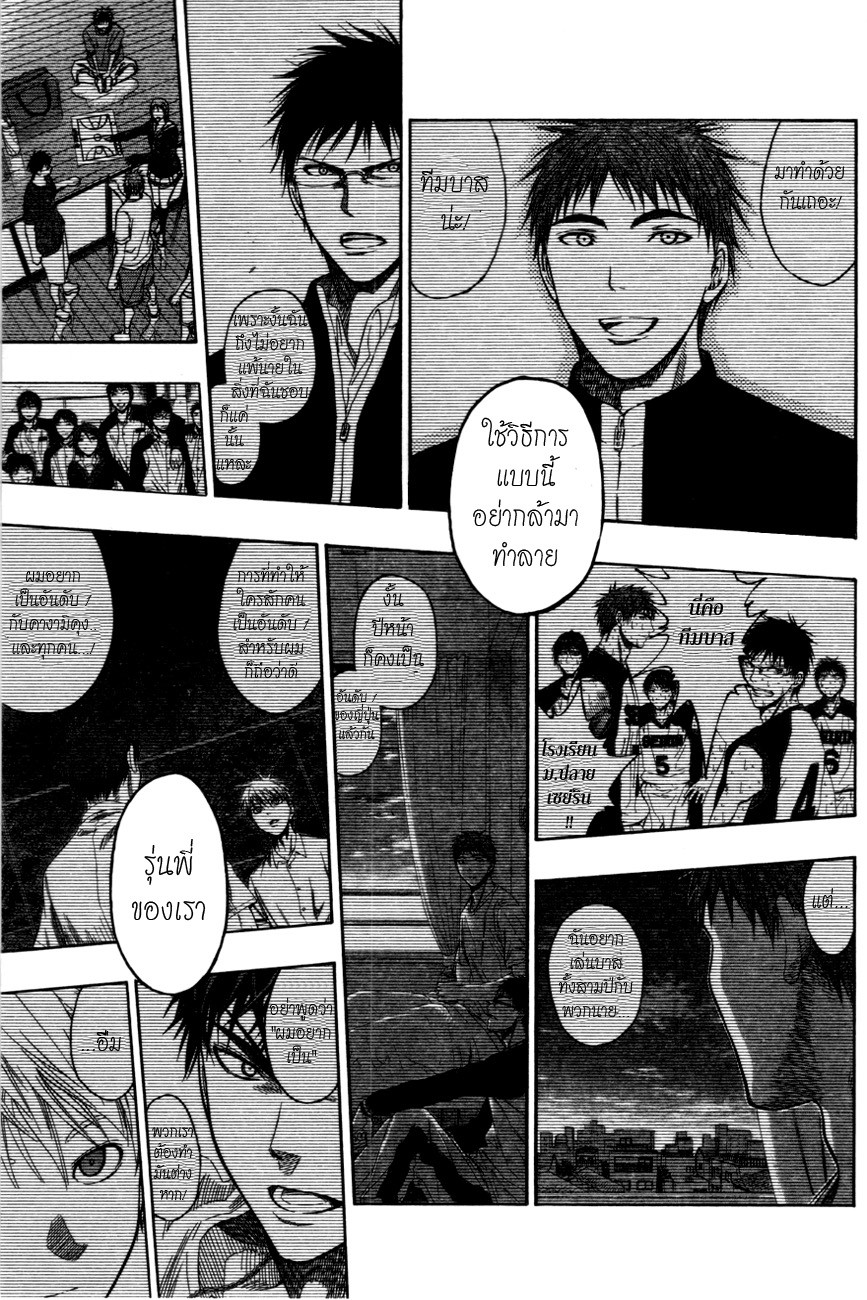 มาทำด้วย
กันเถอะ/
ทีมบาส
น่ะ/
เพราะงั้นฉัน
ถึงไม่อยาก
แพ้นายใน
สิ่งที่ฉันชอบ
ก็แค่
นั้น
แหละ
ใช้วิธีการ
แบบนี้
อย่ากล้ามา
ทำลาย
นี่คือ
ทีมบาส
โรงเรียน
ม.ปลาย
เซย์ริน
!!
SEIRIN
5
6
แต่...
ฉันอยาก
เล่นบาส
ทั้งสามปีกับ
พวกนาย...
งั้น
ปีหน้า
ก็คงเป็น
อันดับ /
ของญี่ปุ่น
แล้วกัน
การที่ทำให้
ใครสักคน
เป็นอันดับ /
สำหรับผม
ก็ถือว่าดี
ผมอยาก
เป็นอันดับ /
กับคางามิคุง..
และทุกคน.../
รุ่นพี่
ของเรา
อย่าพูดว่า
"ผมอยาก
เป็น"
พวกเรา
ต้องทำ
มันต่าง
หาก/
...อืม